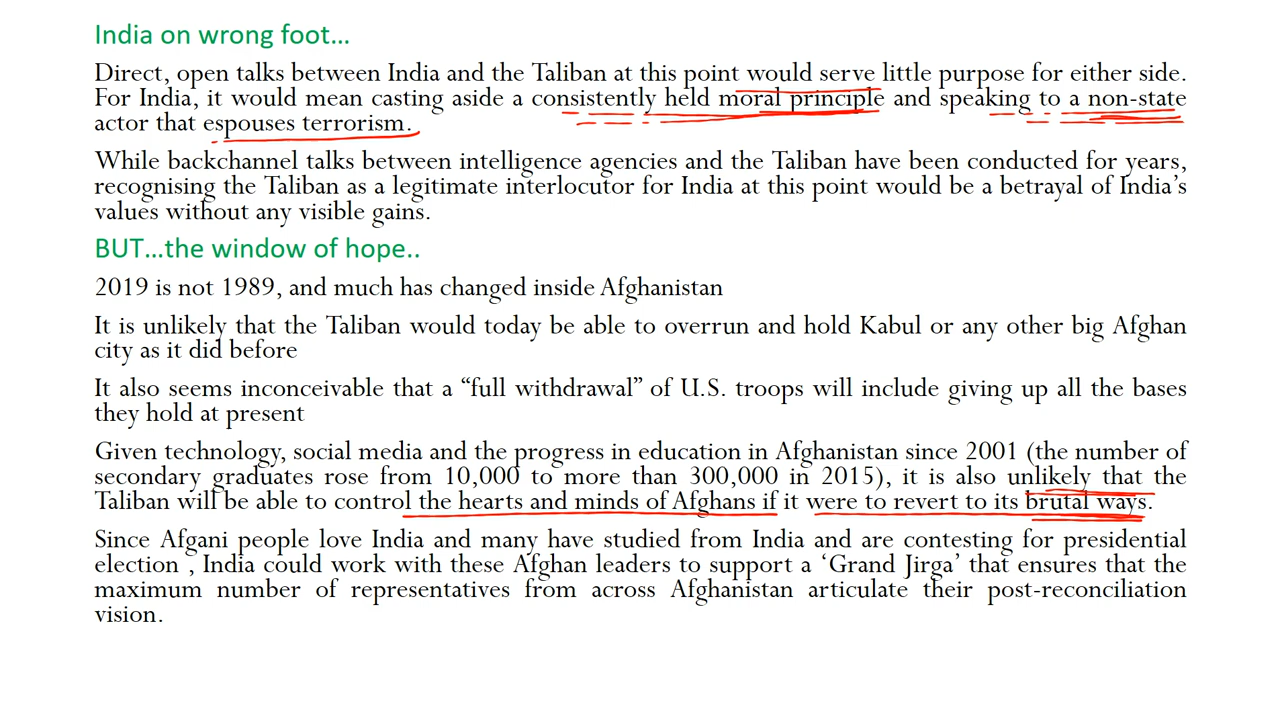 India on wrong foot...
Direct, open talks between India and the Taliban at this point would serve little purpose for either side.
For India, it would mean casting aside a consistently held moral principle and speaking to a non-state
actor that espouses terrorism.
While backchannel talks between intelligence agencies and the Taliban have been conducted for years,
recognising the Taliban as a legitimate interlocutor for India at this point would be a betrayal of India's
values without any visible gains.
BUT...the window of hope..
2019 is not 1989, and much has changed inside Afghanistan
It is unlikely that the Taliban would today be able to overrun and hold Kabul or any other big Afghan
city as it did before
It also seems inconceivable that a “full withdrawal” of U.S. troops will include giving up all the bases
they hold at present
Given technology, social media and the progress in education in Afghanistan since 2001 (the number of
secondary graduates rose from 10,000 to more than 300,000 in 2015), it is also unlikely that the
Taliban will be able to control the hearts and minds of Afghans if it were to revert to its brutal ways.
Since Afgani people love India and many have studied from India and are contesting for presidential
election , India could work with these Afghan leaders to support a ‘Grand Jirga’ that ensures that the
maximum number of representatives from across Afghanistan articulate their post-reconciliation
vision.